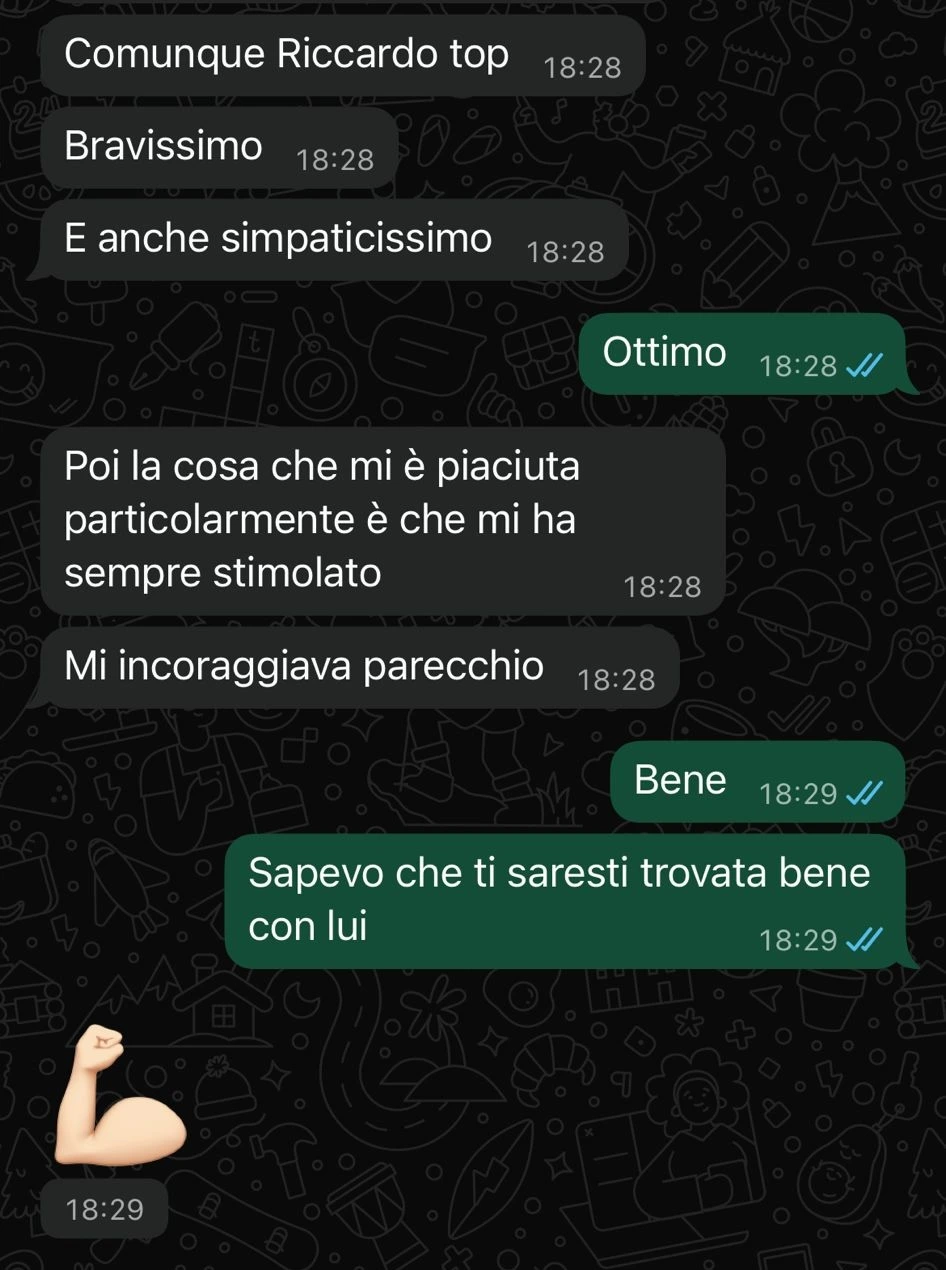 Comunque Riccardo top 18:28
Bravissimo 18:28
E anche simpaticissimo 18:28
Ottimo 18:28
Poi la cosa che mi è piaciuta
particolarmente è che mi ha
sempre stimolato 18:28
Mi incoraggiava parecchio 18:28
Bene 18:29
Sapevo che ti saresti trovata bene
con lui 18:29
18:29